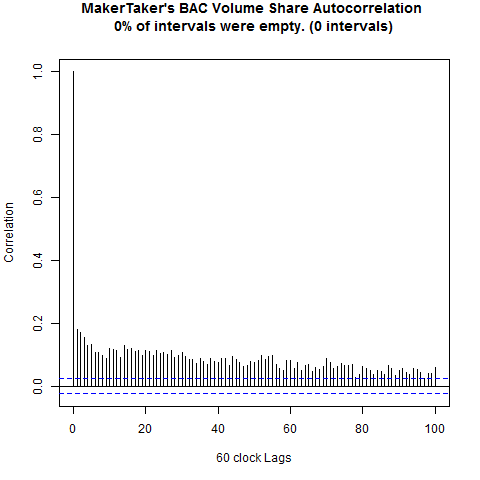 MakerTaker's BAC Volume Share Autocorrelation
0% of intervals were empty. (0 intervals)
Correlation
1.0
0.8
0.6
0.4
0.2
0.0
0 20 40 60 80 100
60 clock Lags